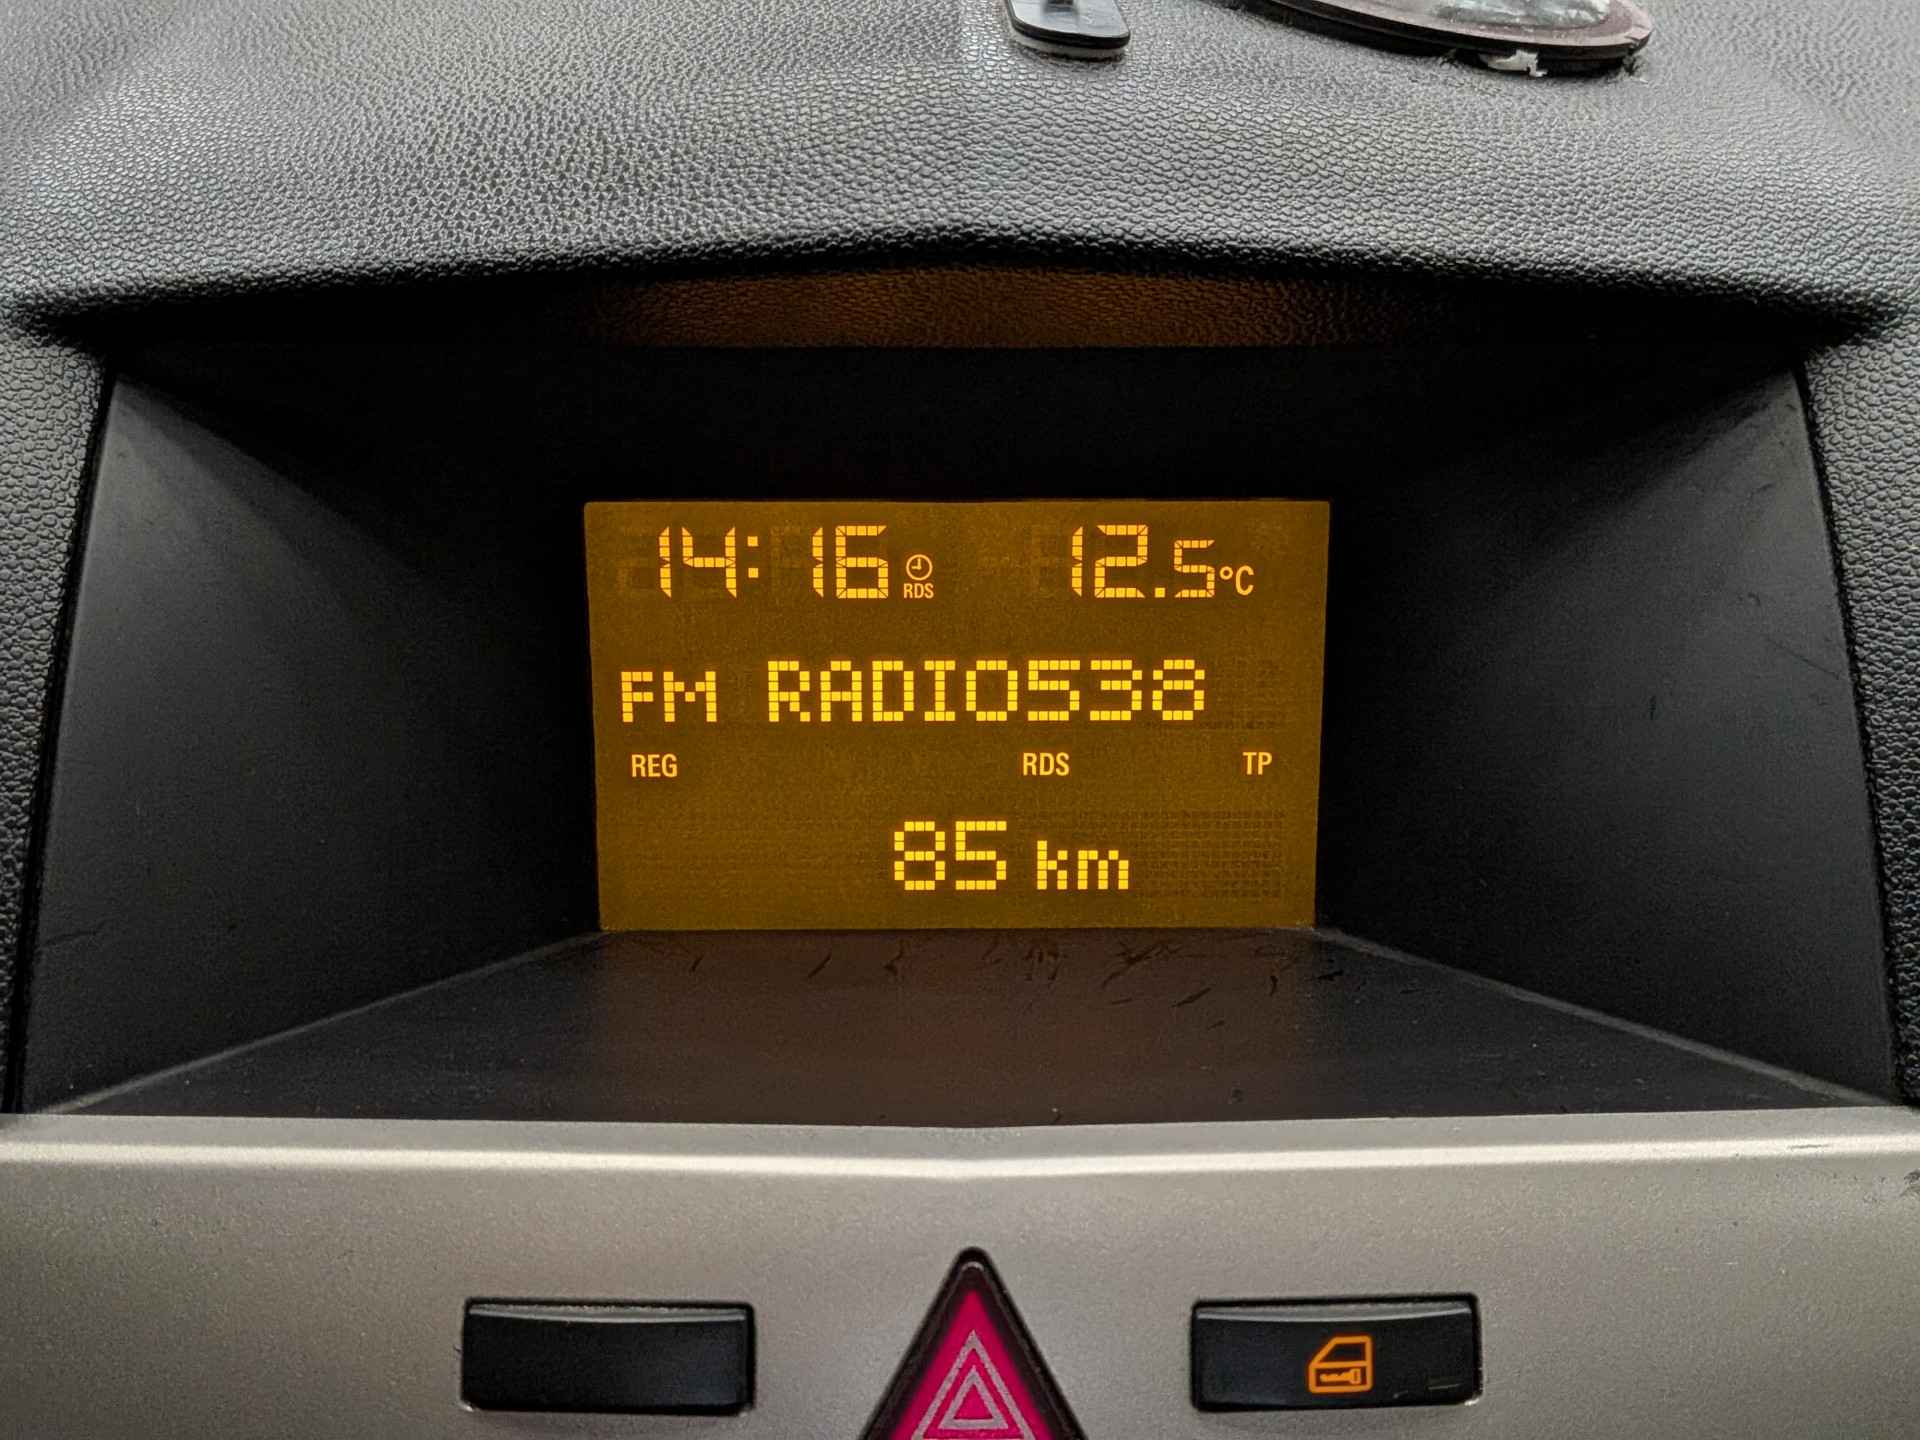 14:16 RDS 12.5°C
FM RADIO538
REG RDS TP
85 km